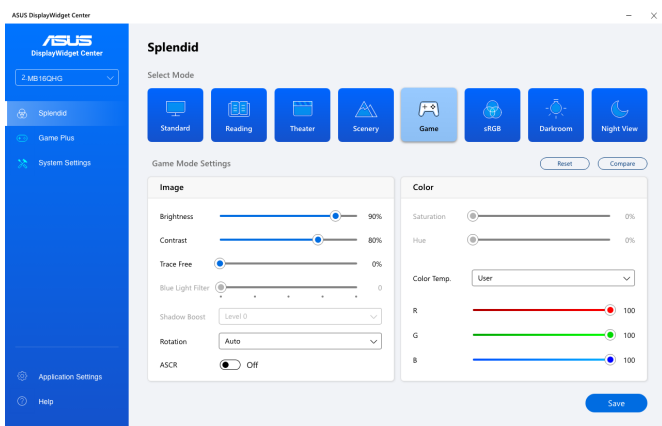 ASUS DisplayWidget Center
ASUS
DisplayWidget Center
2.MB16QHG
Splendid
Game Plus
System Settings
Application Settings
Help
Splendid
Select Mode
Standard
Reading
Theater
Scenery
Game
sRGB
Darkroom
Night View
Game Mode Settings
Reset
Compare
Image
Brightness 90%
Contrast 80%
Trace Free 0%
Blue Light Filter 0
Shadow Boost Level 0
Rotation Auto
ASCR Off
Color
Saturation 0%
Hue 0%
Color Temp. User
R 100
G 100
B 100
Save